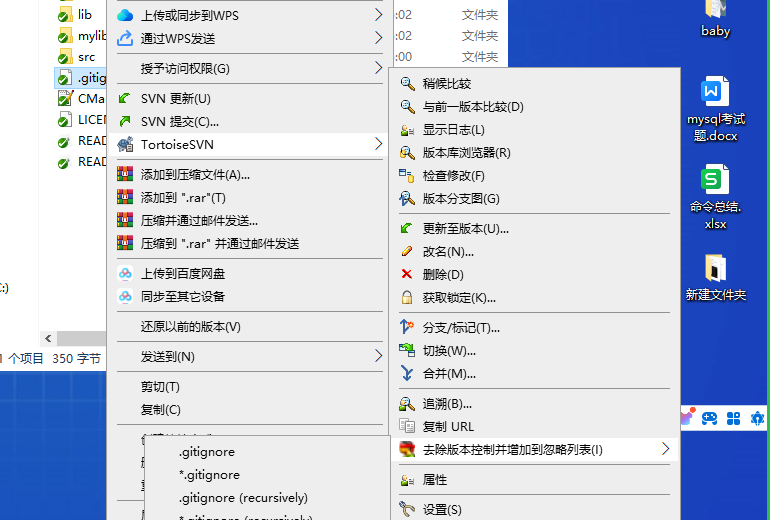 lib
mylib
src
.gitig
CMa
LICEN
READ
READ
C:)
1 个项目 350 字节
上传或同步到WPS
通过WPS发送
授予访问权限(G)
SVN 更新(U)
SVN 提交(C)...
TortoiseSVN
添加到压缩文件(A)...
添加到 ".rar"(T)
压缩并通过邮件发送...
压缩到 ".rar" 并通过邮件发送
上传到百度网盘
同步至其它设备
还原以前的版本(V)
发送到(N)
剪切(T)
复制(C)
:02 文件夹
:02 文件夹
:00 文件夹
稍候比较
与前一版本比较(D)
显示日志(L)
版本库浏览器(R)
检查修改(F)
版本分支图(G)
更新至版本(U)...
改名(N)...
删除(D)
获取锁定(K)...
分支/标记(T)...
切换(W)...
合并(M)...
追溯(B)...
复制 URL
去除版本控制并增加到忽略列表(I)
属性
设置(S)
.gitignore
*.gitignore
.gitignore (recursively)
*.gitignore (recursively)
baby
mysql考试
题.docx
命令总结.
xlsx
新建文件夹